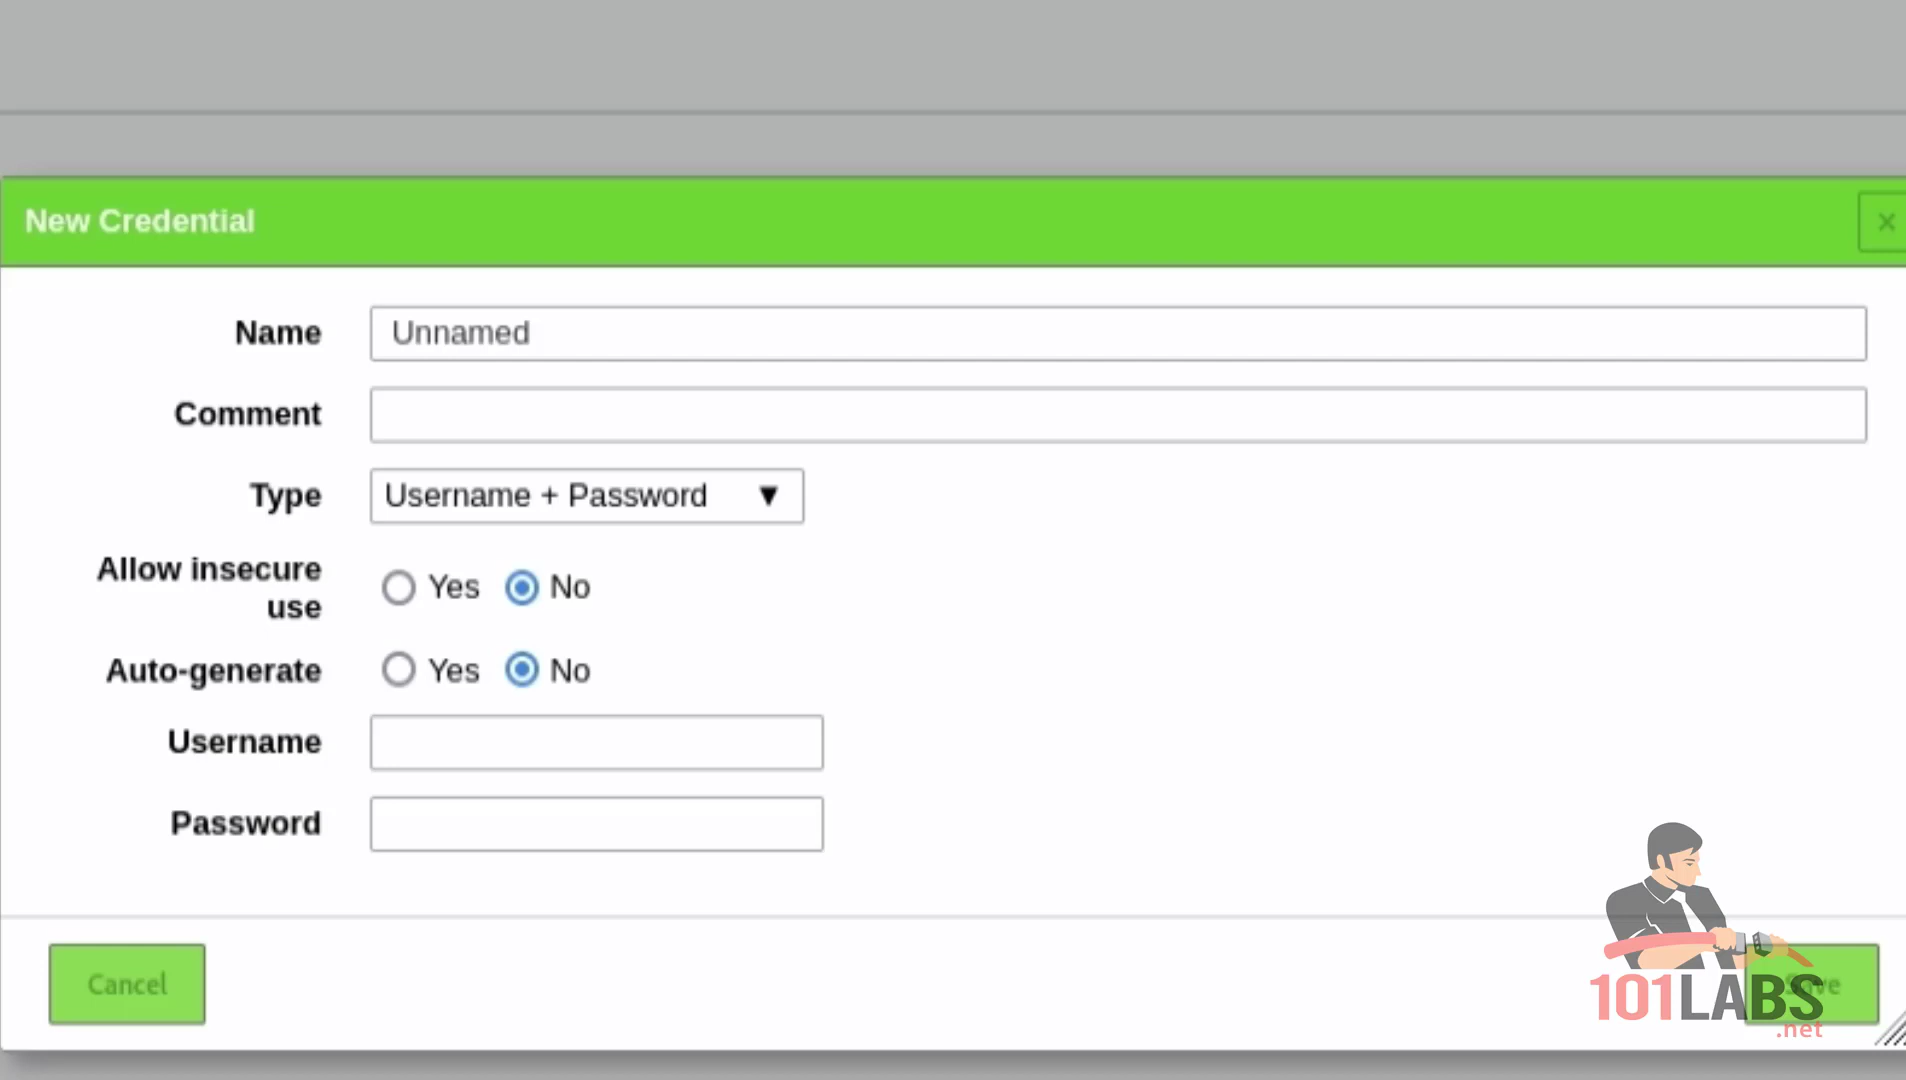 New Credential ×
Name Unnamed
Comment
Type Username + Password ▼
Allow insecure
use
Yes No
Auto-generate Yes No
Username
Password
Cancel
Save
101LABS
.net